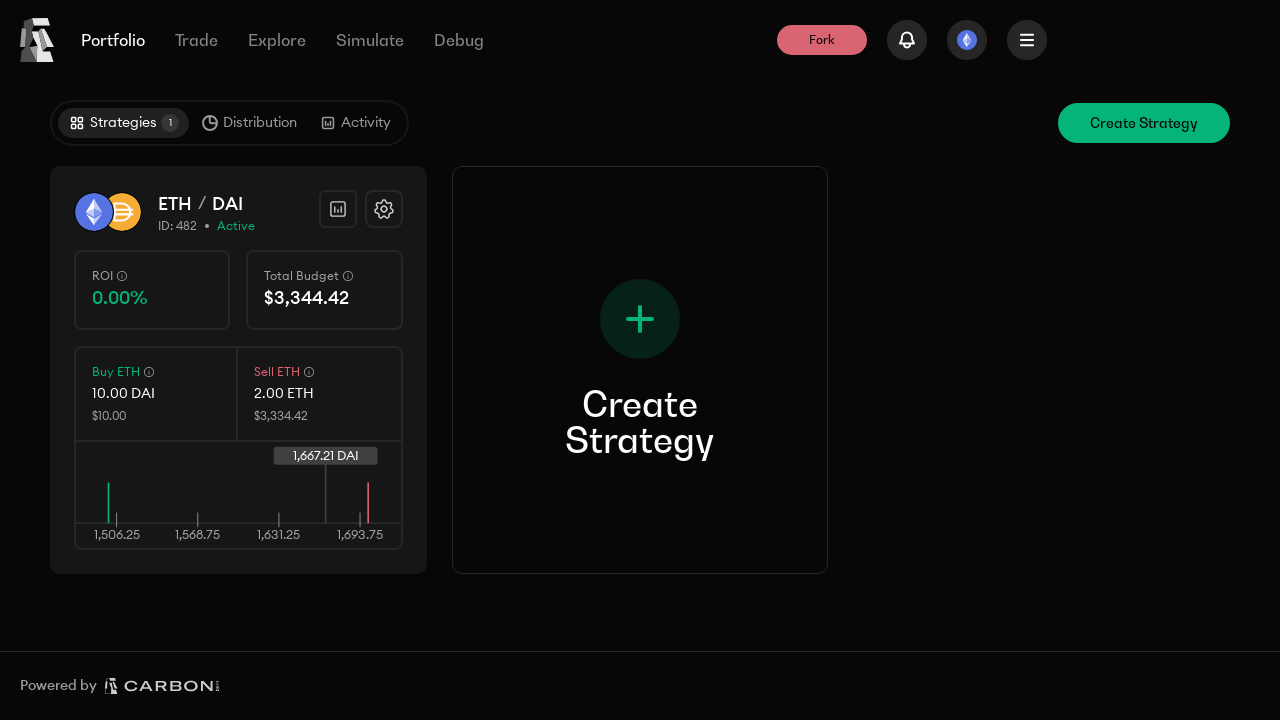 Portfolio Trade Explore Simulate Debug Fork
Strategies 1 Distribution Activity Create Strategy
ETH / DAI
ID: 482 • Active
ROI Total Budget
0.00% $3,344.42
Buy ETH Sell ETH
10.00 DAI 2.00 ETH
$10.00 $3,334.42
1,667.21 DAI
1,506.25 1,568.75 1,631.25 1,693.75
Create
Strategy
Powered by CARBON